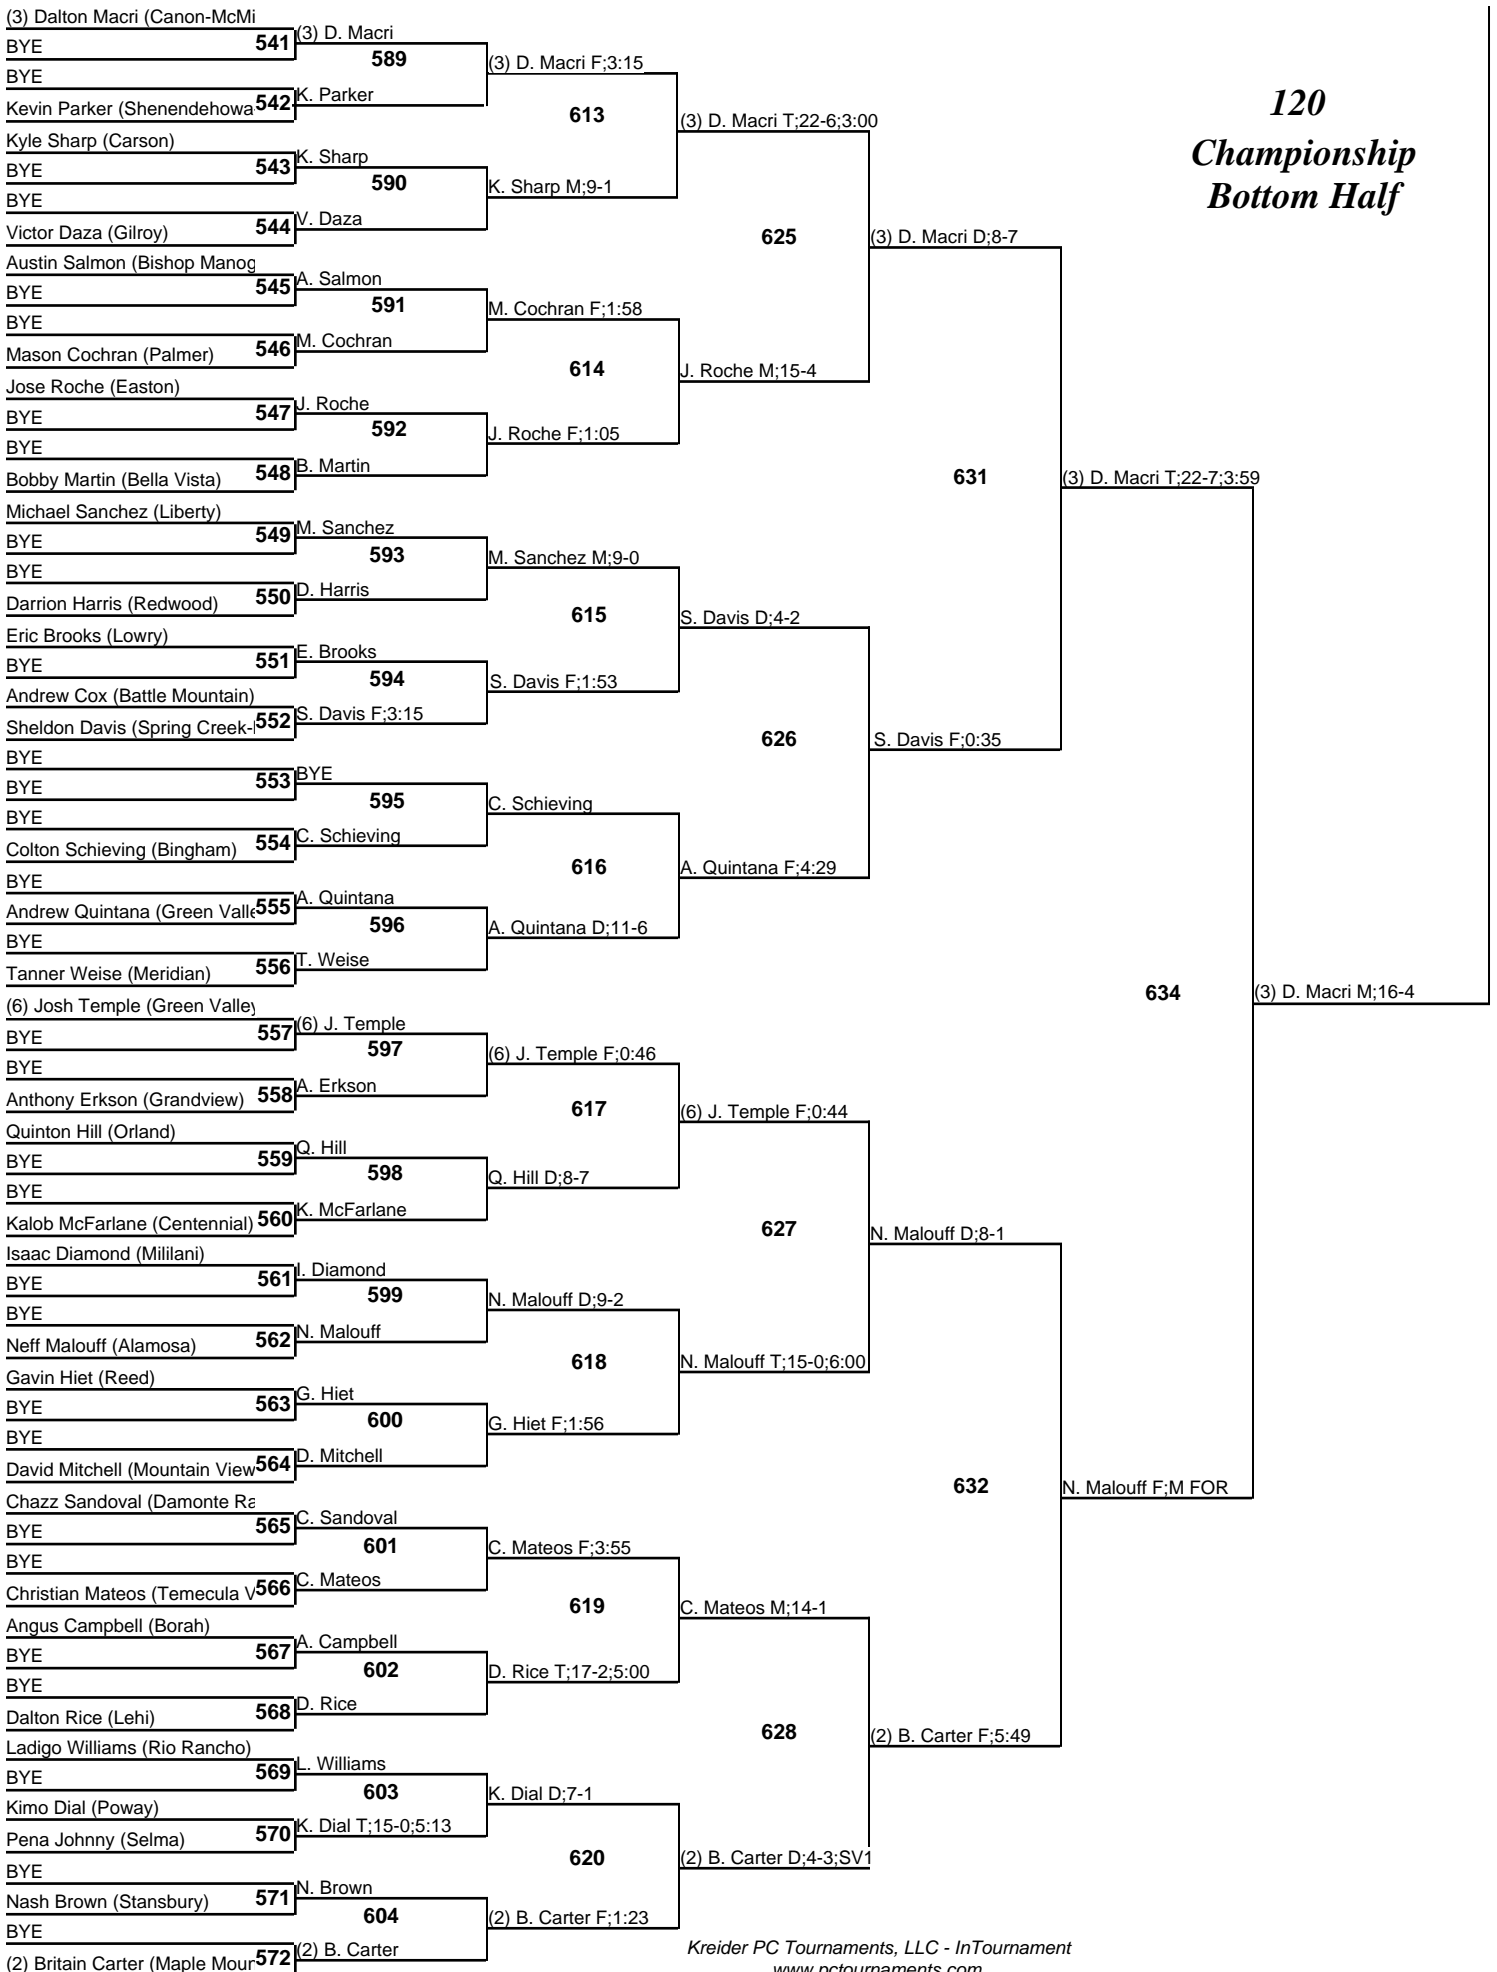 (3) Dalton Macri (Canon-McMi
BYE
541
BYE
Kevin Parker (Shenendehowa
542
Kyle Sharp (Carson)
BYE
543
BYE
Victor Daza (Gilroy)
544
Austin Salmon (Bishop Manog
BYE
545
BYE
Mason Cochran (Palmer)
546
Jose Roche (Easton)
BYE
547
BYE
Bobby Martin (Bella Vista)
548
Michael Sanchez (Liberty)
BYE
549
BYE
Darrion Harris (Redwood)
550
Eric Brooks (Lowry)
BYE
551
Andrew Cox (Battle Mountain)
Sheldon Davis (Spring Creek-
552
BYE
BYE
553
BYE
Colton Schieving (Bingham)
554
BYE
Andrew Quintana (Green Valle
555
BYE
Tanner Weise (Meridian)
556
(6) Josh Temple (Green Valley
BYE
557
BYE
Anthony Erkson (Grandview)
558
Quinton Hill (Orland)
BYE
559
BYE
Kalob McFarlane (Centennial)
560
Isaac Diamond (Mililani)
BYE
561
BYE
Neff Malouff (Alamosa)
562
Gavin Hiet (Reed)
BYE
563
BYE
David Mitchell (Mountain View
564
Chazz Sandoval (Damonte Ra
BYE
565
BYE
Christian Mateos (Temecula V
566
Angus Campbell (Borah)
BYE
567
BYE
Dalton Rice (Lehi)
568
Ladigo Williams (Rio Rancho)
BYE
569
Kimo Dial (Poway)
Pena Johnny (Selma)
570
BYE
Nash Brown (Stansbury)
571
BYE
(2) Britain Carter (Maple Moun
572
(3) D. Macri
589
K. Parker
K. Sharp
590
V. Daza
A. Salmon
591
M. Cochran
J. Roche
592
B. Martin
M. Sanchez
593
D. Harris
E. Brooks
594
S. Davis F;3:15
BYE
595
C. Schieving
A. Quintana
596
T. Weise
(6) J. Temple
597
A. Erkson
Q. Hill
598
K. McFarlane
I. Diamond
599
N. Malouff
G. Hiet
600
D. Mitchell
C. Sandoval
601
C. Mateos
A. Campbell
602
D. Rice
L. Williams
603
K. Dial T;15-0;5:13
N. Brown
604
(2) B. Carter
(3) D. Macri F;3:15
613
K. Sharp M;9-1
M. Cochran F;1:58
614
J. Roche F;1:05
M. Sanchez M;9-0
615
S. Davis F;1:53
C. Schieving
616
A. Quintana D;11-6
(6) J. Temple F;0:46
617
Q. Hill D;8-7
N. Malouff D;9-2
618
G. Hiet F;1:56
C. Mateos F;3:55
619
D. Rice T;17-2;5:00
K. Dial D;7-1
620
(2) B. Carter F;1:23
(3) D. Macri T;22-6;3:00
625
J. Roche M;15-4
S. Davis D;4-2
626
A. Quintana F;4:29
(6) J. Temple F;0:44
627
N. Malouff T;15-0;6:00
C. Mateos M;14-1
628
(2) B. Carter D;4-3;SV1
(3) D. Macri D;8-7
631
S. Davis F;0:35
N. Malouff D;8-1
632
(2) B. Carter F;5:49
(3) D. Macri T;22-7;3:59
634
N. Malouff F;M FOR
(3) D. Macri M;16-4
120
Championship
Bottom Half
Kreider PC Tournaments, LLC - InTournament
www.pctournaments.com